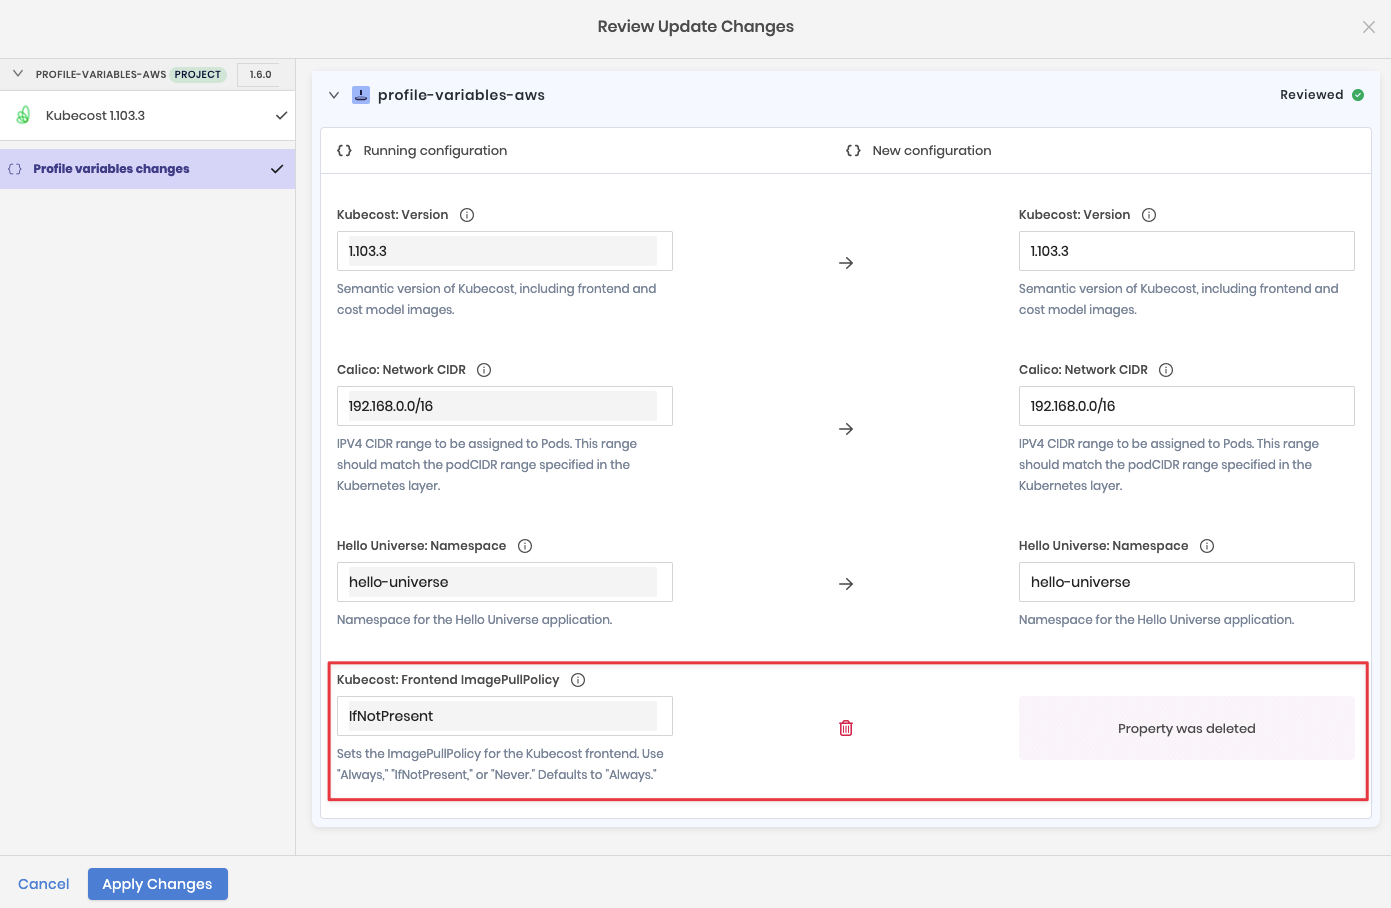 Review Update Changes
PROFILE-VARIABLES-AWS PROJECT 1.6.0
Kubecost 1.103.3
Profile variables changes
profile-variables-aws
Reviewed
Running configuration
New configuration
Kubecost: Version
1.103.3
Semantic version of Kubecost, including frontend and
cost model images.
Kubecost: Version
1.103.3
Semantic version of Kubecost, including frontend and
cost model images.
Calico: Network CIDR
192.168.0.0/16
IPV4 CIDR range to be assigned to Pods. This range
should match the podCIDR range specified in the
Kubernetes layer.
Calico: Network CIDR
192.168.0.0/16
IPV4 CIDR range to be assigned to Pods. This range
should match the podCIDR range specified in the
Kubernetes layer.
Hello Universe: Namespace
hello-universe
Namespace for the Hello Universe application.
Hello Universe: Namespace
hello-universe
Namespace for the Hello Universe application.
Kubecost: Frontend ImagePullPolicy
IfNotPresent
Sets the ImagePullPolicy for the Kubecost frontend. Use
"Always," "IfNotPresent," or "Never." Defaults to "Always."
Property was deleted
Cancel
Apply Changes